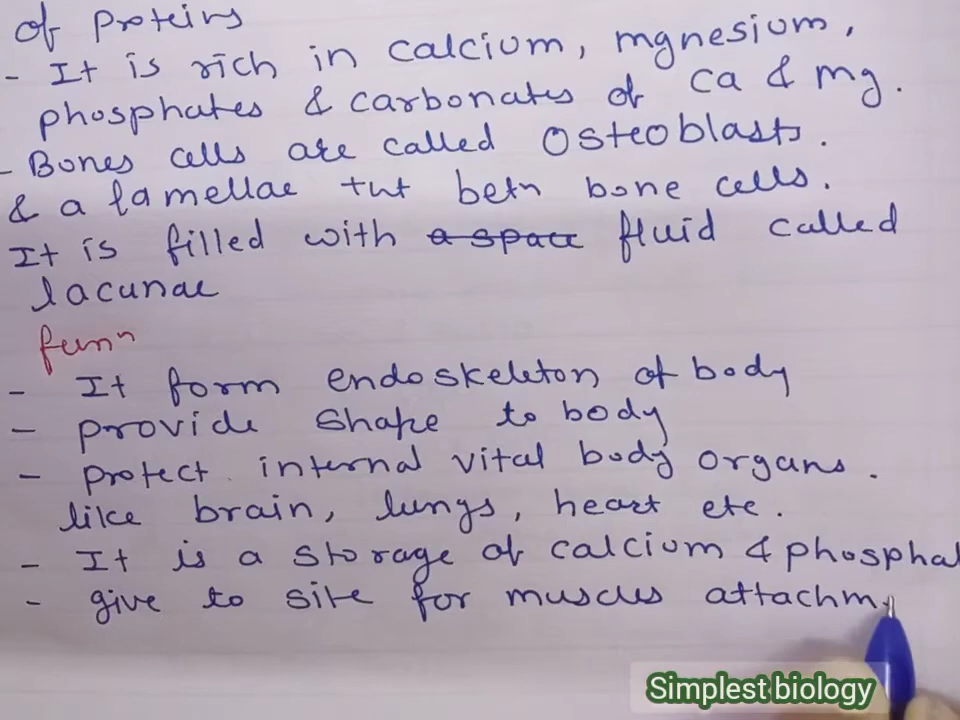 of proteins
- It is rich in calcium, mgnesium,
phosphates & carbonates of ca & mg.
- Bones cells are called Osteoblasts.
& a lamellae tut betn bone cells.
It is filled with a space fluid called
lacunae
funn
- It form endoskeleton of body
- provide shape to body
- protect internal vital body organs.
like brain, lungs, heart etc.
- It is a storage of calcium & phosphat
- give to site for muscles attachm
Simplest biology